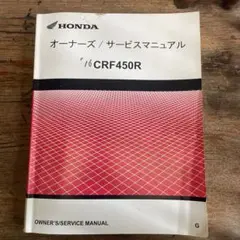 HONDA
オーナーズ / サービスマニュアル
'16 CRF450R
OWNER'S/SERVICE MANUAL
G